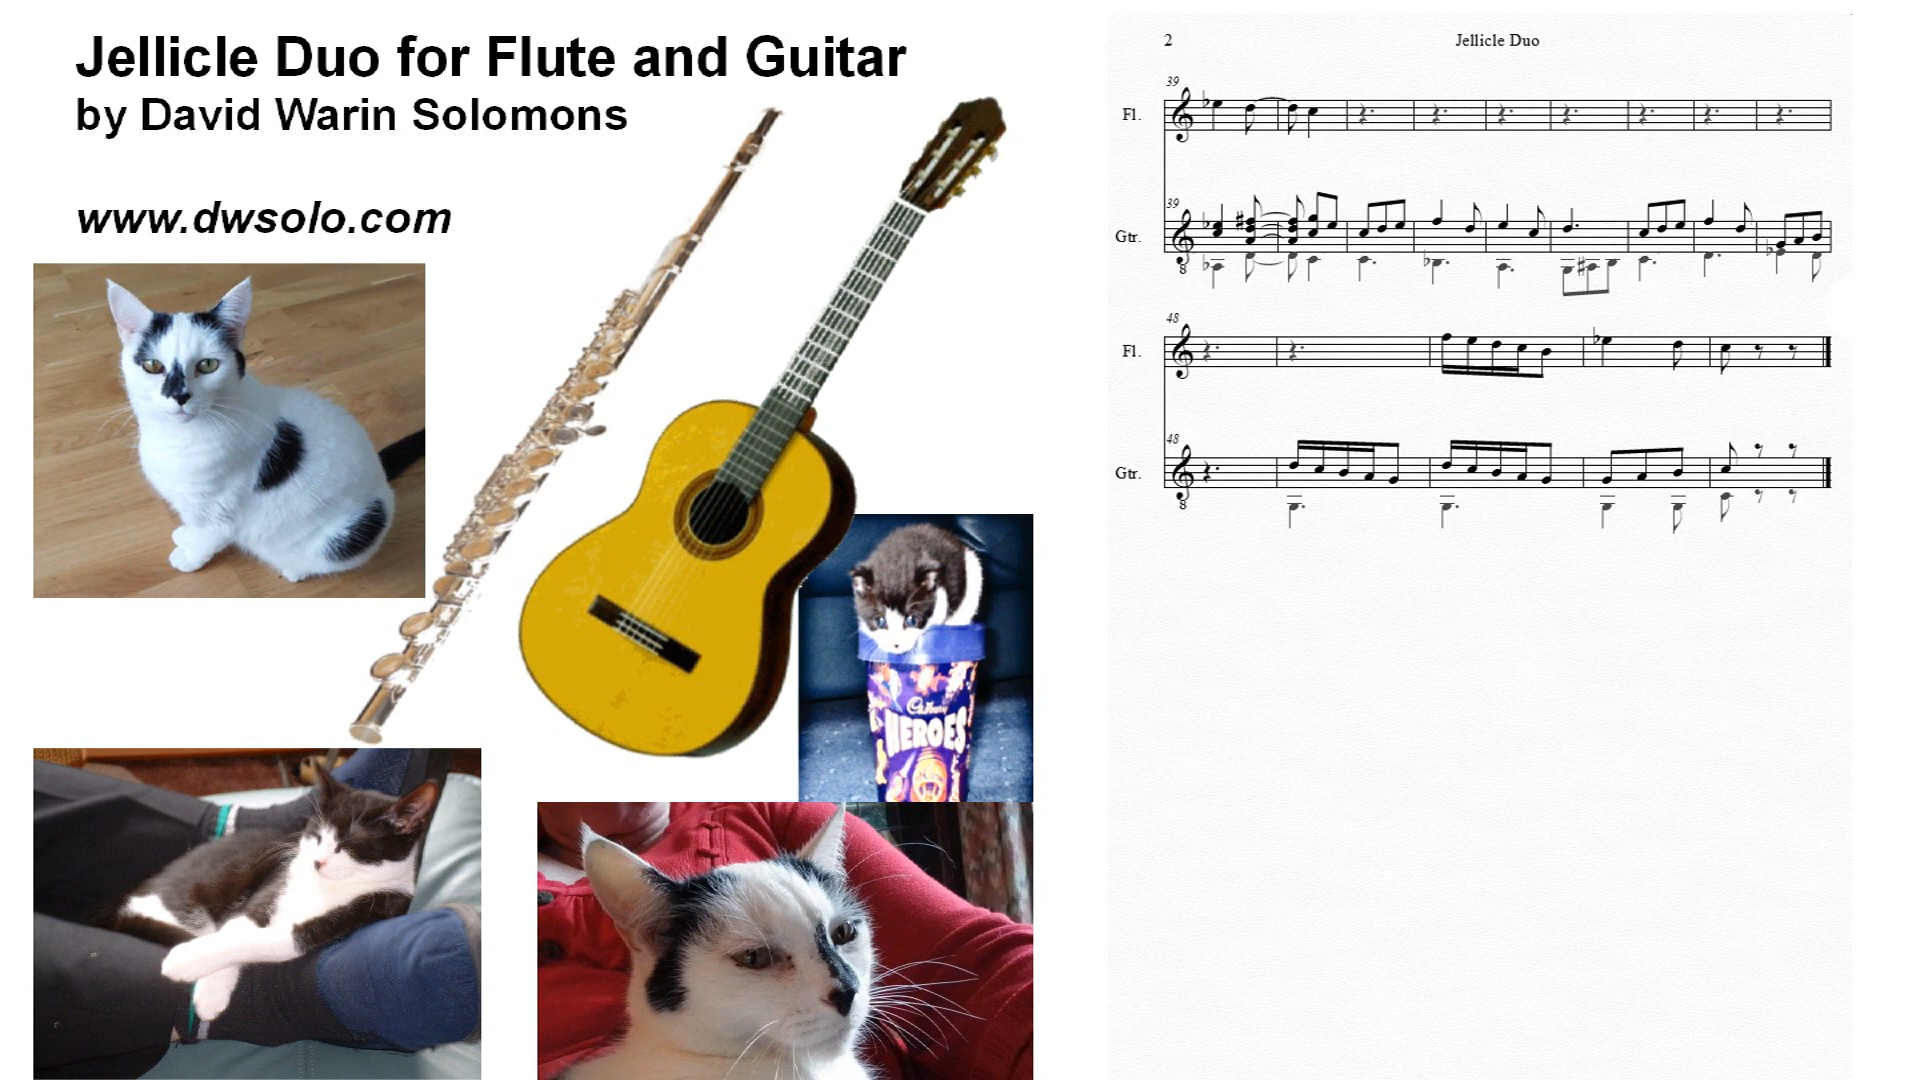 Jellicle Duo for Flute and Guitar
by David Warin Solomons
www.dwsolo.com
Cadbury
HEROES
2
Jellicle Duo
39
Fl.
39
Gtr.
8
48
Fl.
48
Gtr.
8